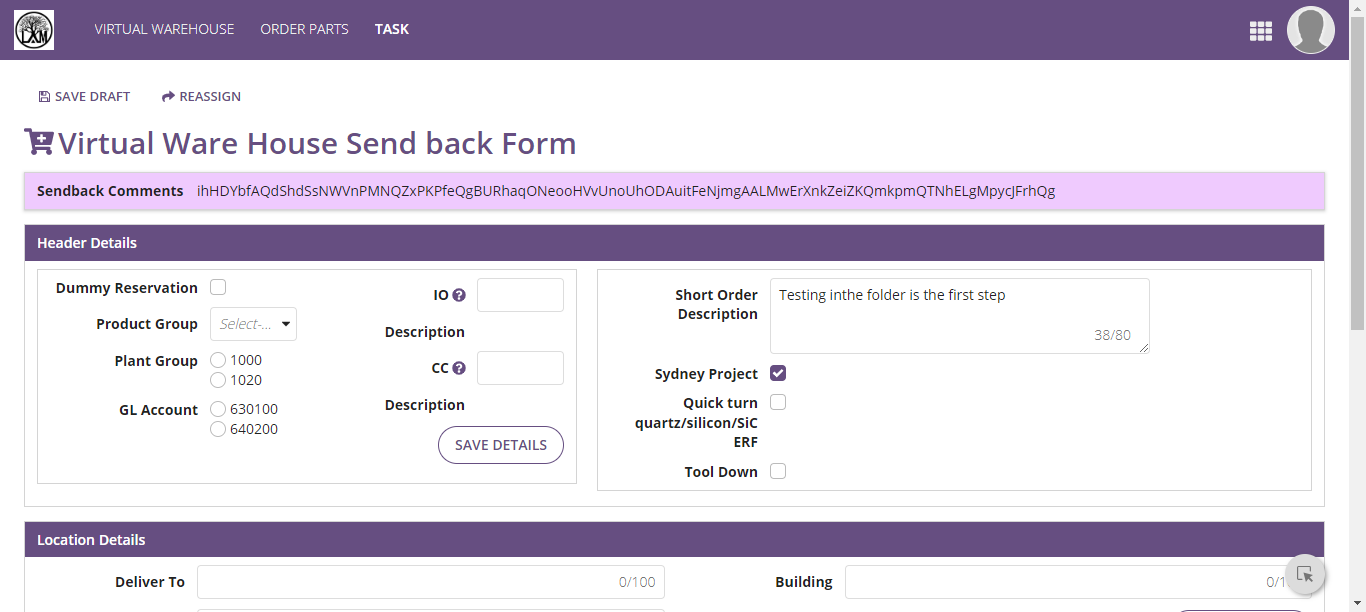 LXM
VIRTUAL WAREHOUSE ORDER PARTS TASK
SAVE DRAFT REASSIGN
Virtual Ware House Send back Form
Sendback Comments ihHDYbfAQdShdSsNWVnPMNQZxPKPfeQgBURhaqONeooHVvUnoUhODAuitFeNjmgAALMwErXnkZeiZKQmkpmQTNhELgMpycJFrhQg
Header Details
Dummy Reservation
Product Group Select-...
Plant Group 1000
1020
GL Account 630100
640200
IO
Description
CC
Description
SAVE DETAILS
Short Order
Description
Testing inthe folder is the first step
38/80
Sydney Project
Quick turn
quartz/silicon/SiC
ERF
Tool Down
Location Details
Deliver To 0/100
Building 0/1